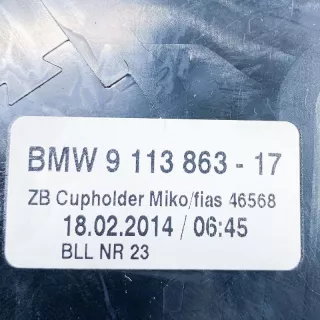 BMW 9 113 863 - 17
ZB Cupholder Miko/fias 46568
18.02.2014 / 06:45
BLL NR 23